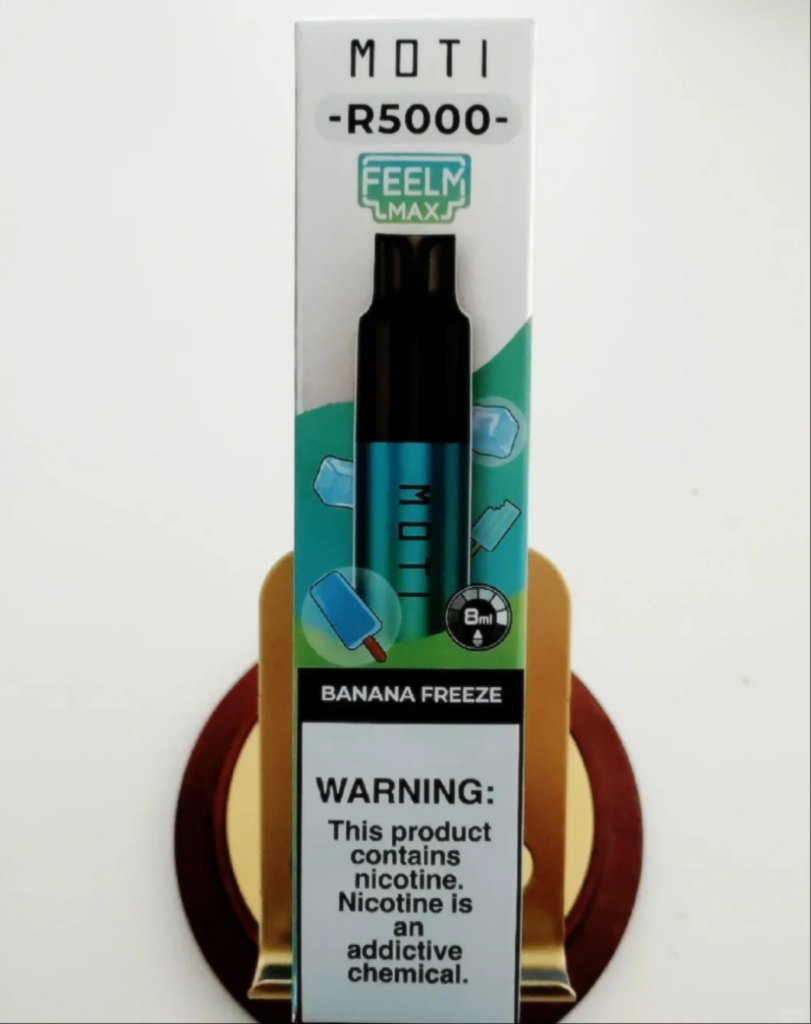 MOTI
-R5000-
FEELM
MAX
MOTI
8ml
BANANA FREEZE
WARNING:
This product
contains
nicotine.
Nicotine is
an
addictive
chemical.